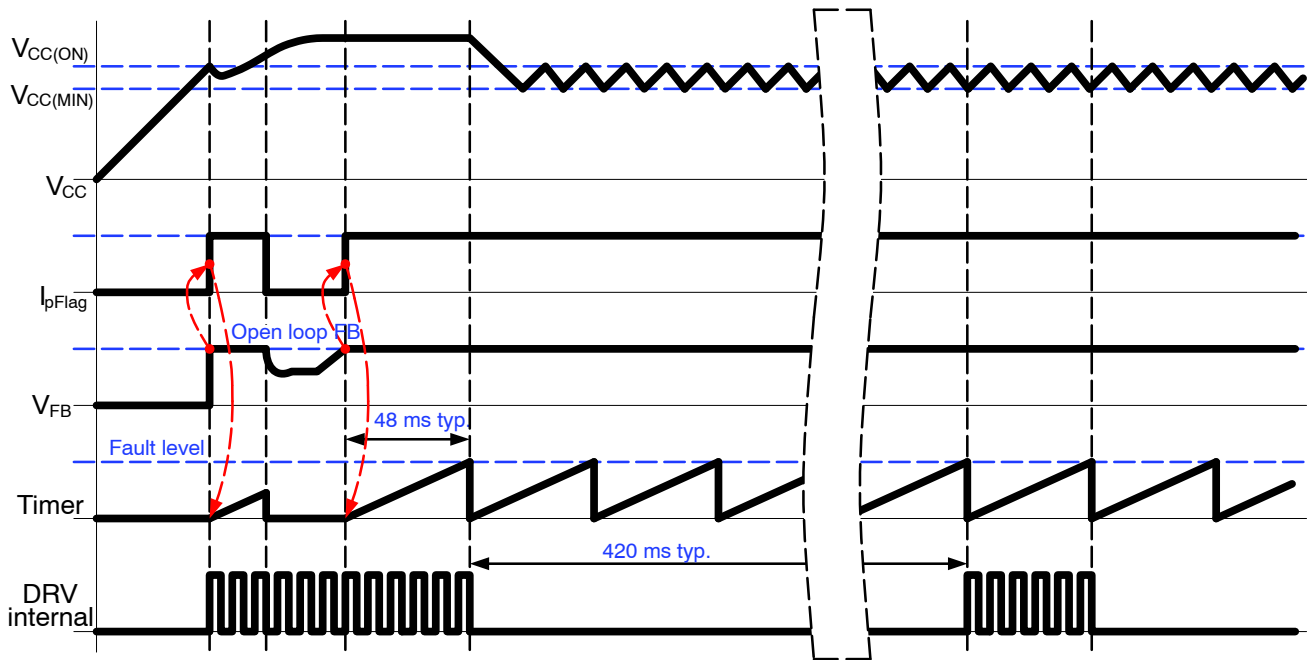 VCC(ON)
VCC(MIN)
VCC
IpFlag
Open loop FB
VFB
48 ms typ.
Fault level
Timer
420 ms typ.
DRV
internal